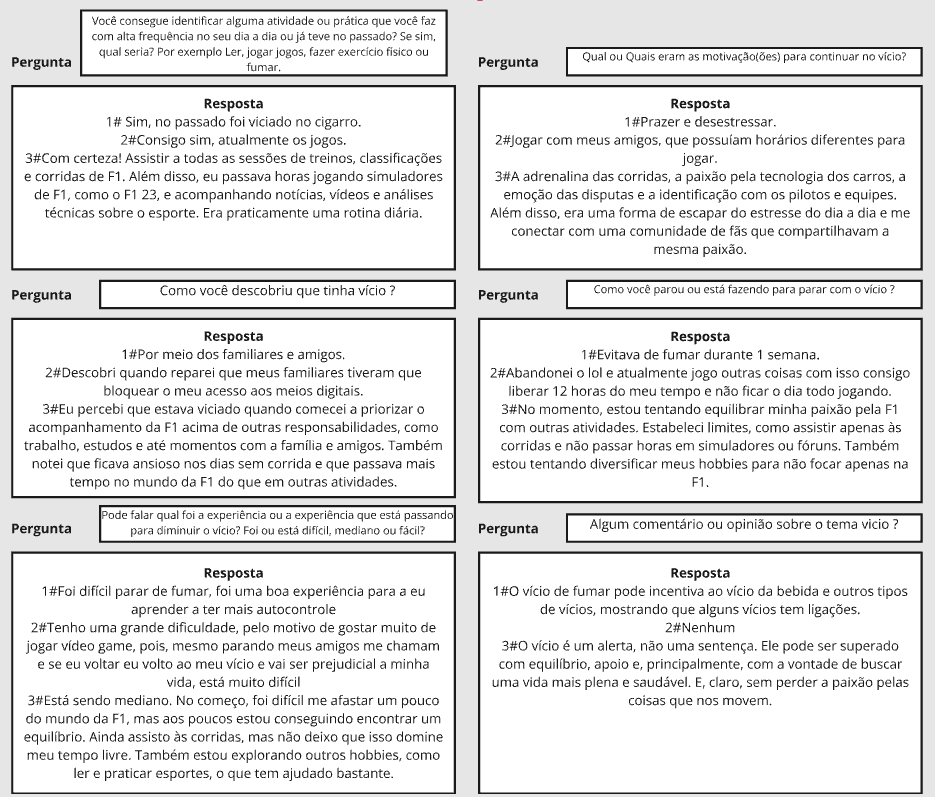 Pergunta
Você consegue identificar alguma atividade ou prática que você faz
com alta frequência no seu dia a dia ou já teve no passado? Se sim,
qual seria? Por exemplo Ler, jogar jogos, fazer exercício físico ou
fumar.
Resposta
1# Sim, no passado foi viciado no cigarro.
2#Consigo sim, atualmente os jogos.
3#Com certeza! Assistir a todas as sessões de treinos, classificações
e corridas de F1. Além disso, eu passava horas jogando simuladores
de F1, como o F1 23, e acompanhando notícias, vídeos e análises
técnicas sobre o esporte. Era praticamente uma rotina diária.
Pergunta
Qual ou Quais eram as motivação(ões) para continuar no vício?
Resposta
1#Prazer e desestressar.
2#Jogar com meus amigos, que possuíam horários diferentes para
jogar.
3#A adrenalina das corridas, a paixão pela tecnologia dos carros, a
emoção das disputas e a identificação com os pilotos e equipes.
Além disso, era uma forma de escapar do estresse do dia a dia e me
conectar com uma comunidade de fãs que compartilhavam a
mesma paixão.
Pergunta
Como você descobriu que tinha vício ?
Resposta
1#Por meio dos familiares e amigos.
2#Descobri quando reparei que meus familiares tiveram que
bloquear o meu acesso aos meios digitais.
3#Eu percebi que estava viciado quando comecei a priorizar o
acompanhamento da F1 acima de outras responsabilidades, como
trabalho, estudos e até momentos com a família e amigos. Também
notei que ficava ansioso nos dias sem corrida e que passava mais
tempo no mundo da F1 do que em outras atividades.
Pergunta
Como você parou ou está fazendo para parar com o vício ?
Resposta
1#Evitava de fumar durante 1 semana.
2#Abandonei o lol e atualmente jogo outras coisas com isso consigo
liberar 12 horas do meu tempo e não ficar o dia todo jogando.
3#No momento, estou tentando equilibrar minha paixão pela F1
com outras atividades. Estabeleci limites, como assistir apenas às
corridas e não passar horas em simuladores ou fóruns. Também
estou tentando diversificar meus hobbies para não focar apenas na
F1.
Pergunta
Pode falar qual foi a experiência ou a experiência que está passando
para diminuir o vício? Foi ou está difícil, mediano ou fácil?
Resposta
1#Foi difícil parar de fumar, foi uma boa experiência para a eu
aprender a ter mais autocontrole
2#Tenho uma grande dificuldade, pelo motivo de gostar muito de
jogar vídeo game, pois, mesmo parando meus amigos me chamam
e se eu voltar eu volto ao meu vício e vai ser prejudicial a minha
vida, está muito difícil
3#Está sendo mediano. No começo, foi difícil me afastar um pouco
do mundo da F1, mas aos poucos estou conseguindo encontrar um
equilíbrio. Ainda assisto às corridas, mas não deixo que isso domine
meu tempo livre. Também estou explorando outros hobbies, como
ler e praticar esportes, o que tem ajudado bastante.
Pergunta
Algum comentário ou opinião sobre o tema vicio ?
Resposta
1#O vício de fumar pode incentiva ao vício da bebida e outros tipos
de vícios, mostrando que alguns vícios tem ligações.
2#Nenhum
3#O vício é um alerta, não uma sentença. Ele pode ser superado
com equilíbrio, apoio e, principalmente, com a vontade de buscar
uma vida mais plena e saudável. E, claro, sem perder a paixão pelas
coisas que nos movem.